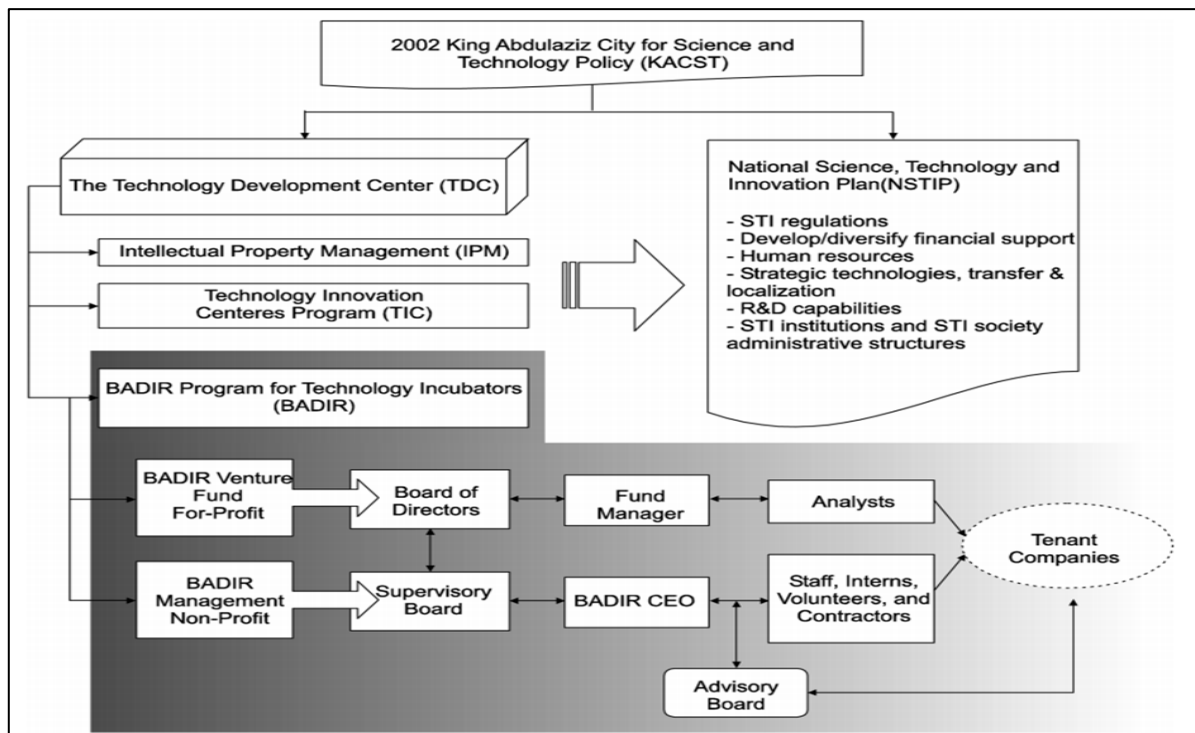 2002 King Abdulaziz City for Science and
Technology Policy (KACST)
The Technology Development Center (TDC)
Intellectual Property Management (IPM)
Technology Innovation
Centeres Program (TIC)
National Science, Technology and
Innovation Plan(NSTIP)
- STI regulations
- Develop/diversify financial support
- Human resources
- Strategic technologies, transfer &
localization
- R&D capabilities
- STI institutions and STI society
administrative structures
BADIR Program for Technology Incubators
(BADIR)
BADIR Venture
Fund
For-Profit
Board of
Directors
Fund
Manager
Analysts
Tenant
Companies
BADIR
Management
Non-Profit
Supervisory
Board
BADIR CEO
Staff, Interns,
Volunteers, and
Contractors
Advisory
Board